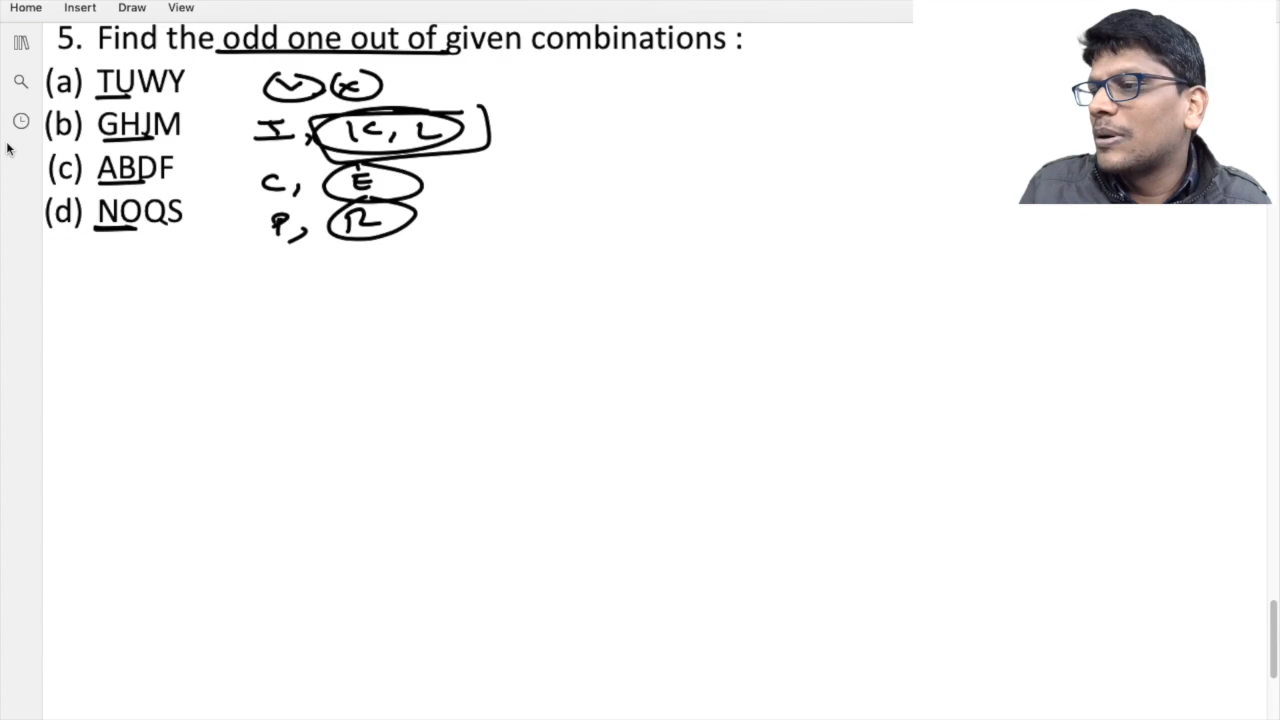 Home Insert Draw View
5. Find the odd one out of given combinations :
(a) TUWY V X
(b) GHJM I, K, L
(c) ABDF C, E
(d) NOQS P, R